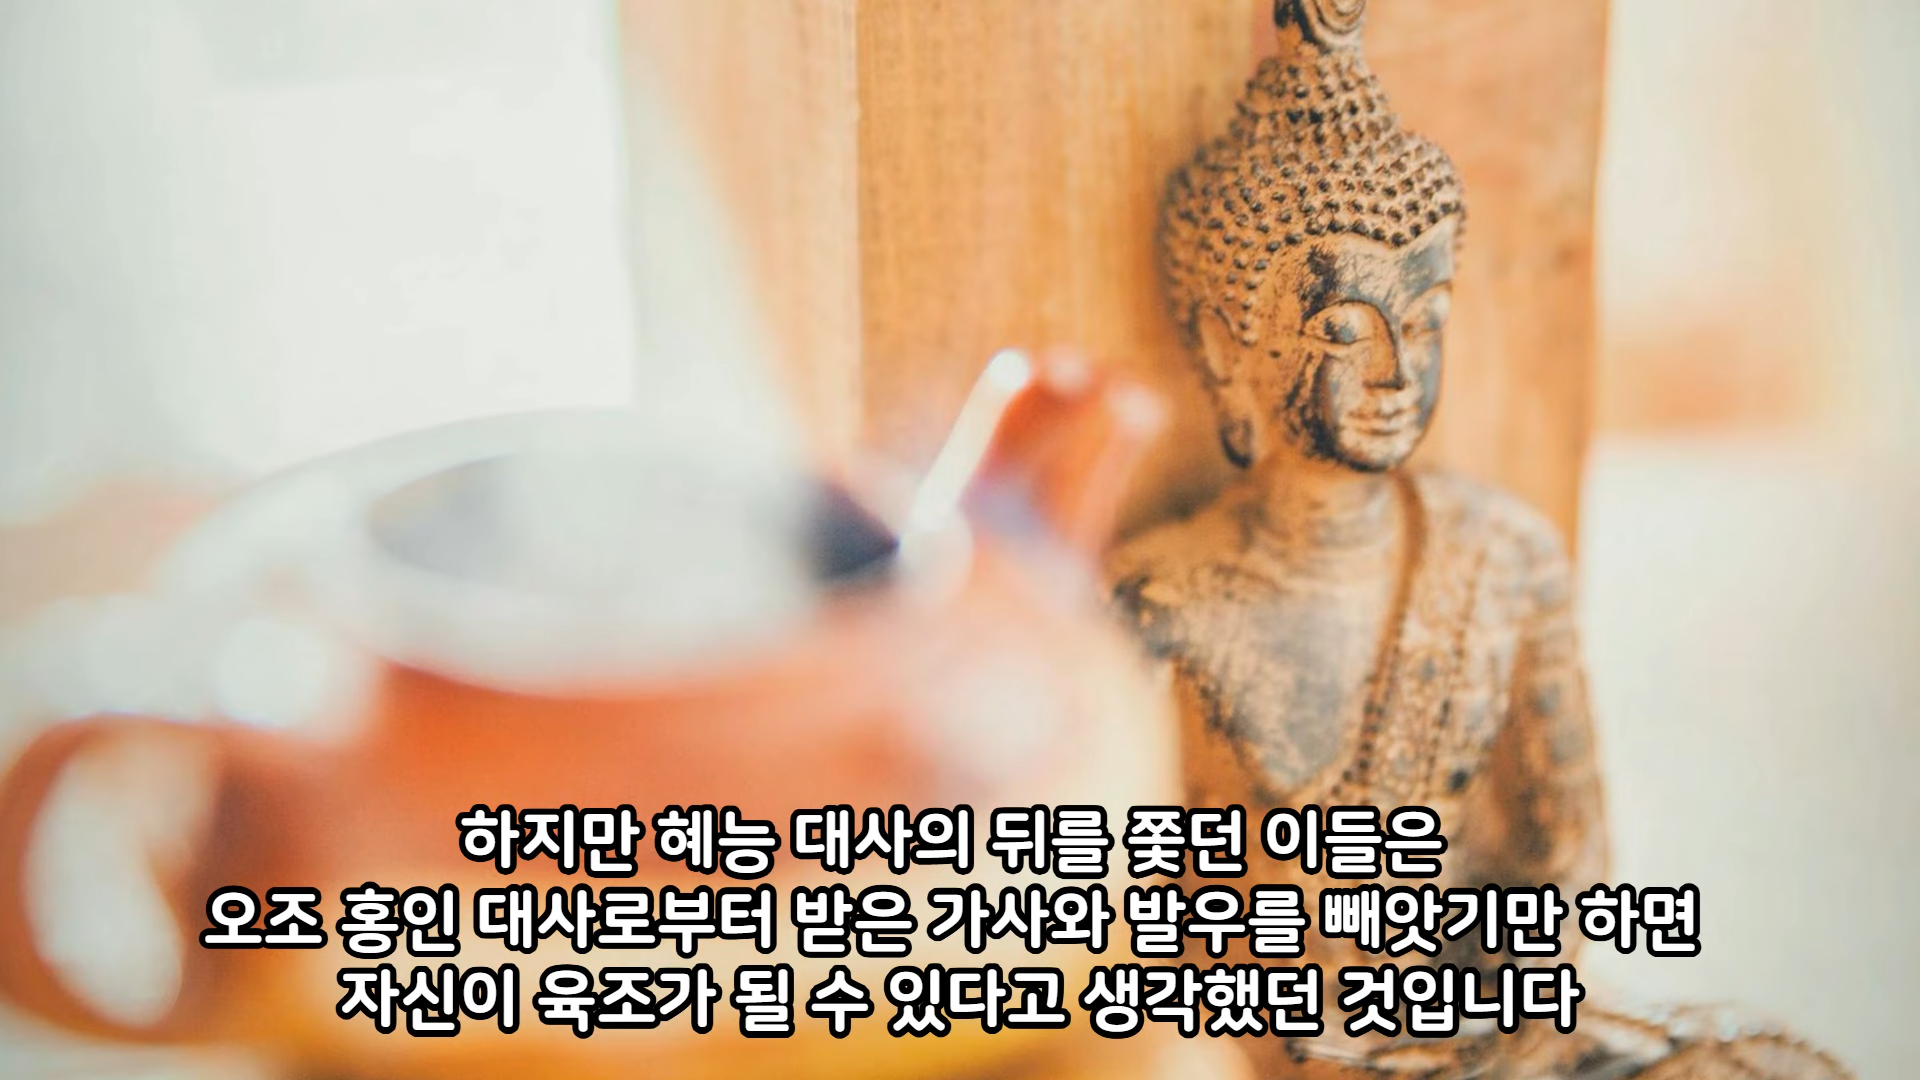 하지만 혜능 대사의 뒤를 쫓던 이들은
오조 홍인 대사로부터 받은 가사와 발우를 빼앗기만 하면
자신이 육조가 될 수 있다고 생각했던 것입니다